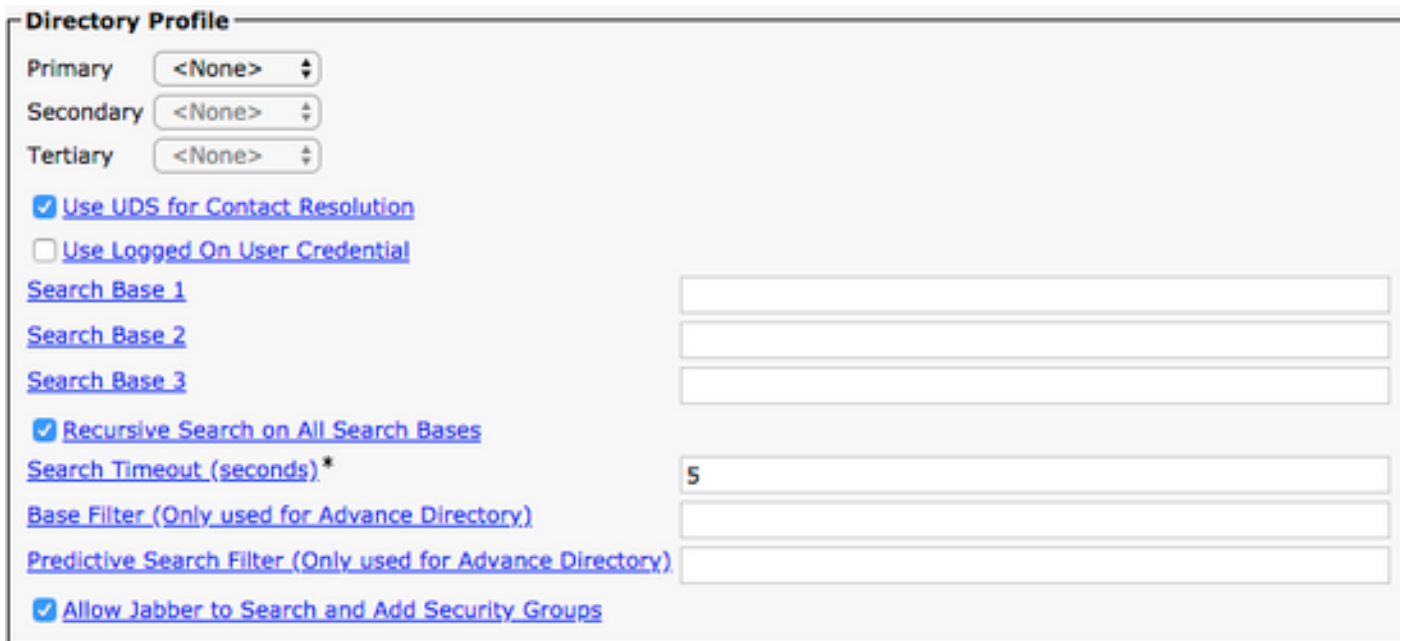 Directory Profile
Primary <None>
Secondary <None>
Tertiary <None>
Use UDS for Contact Resolution
Use Logged On User Credential
Search Base 1
Search Base 2
Search Base 3
Recursive Search on All Search Bases
Search Timeout (seconds)* 5
Base Filter (Only used for Advance Directory)
Predictive Search Filter (Only used for Advance Directory)
Allow Jabber to Search and Add Security Groups